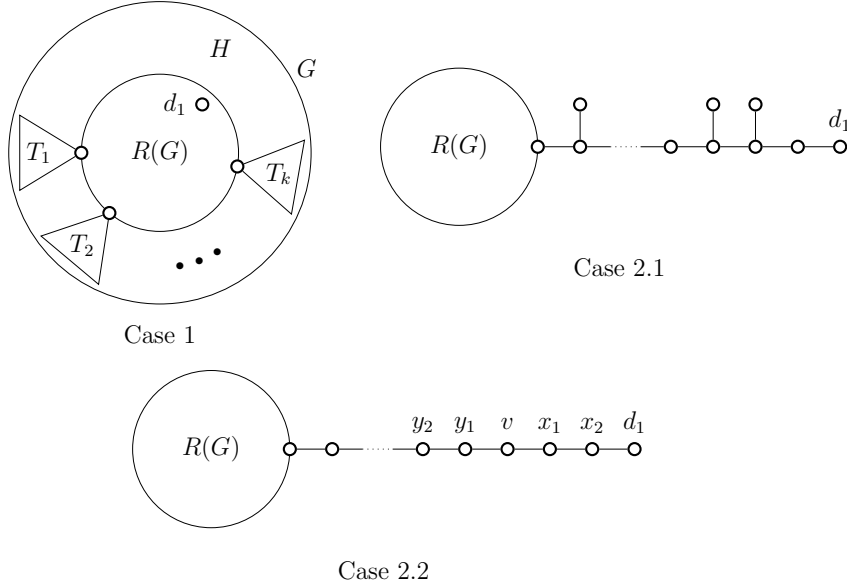 H
G
d₁
T₁
R(G)
Tₖ
T₂
Case 1
R(G)
d₁
Case 2.1
y₂ y₁ v x₁ x₂ d₁
R(G)
Case 2.2